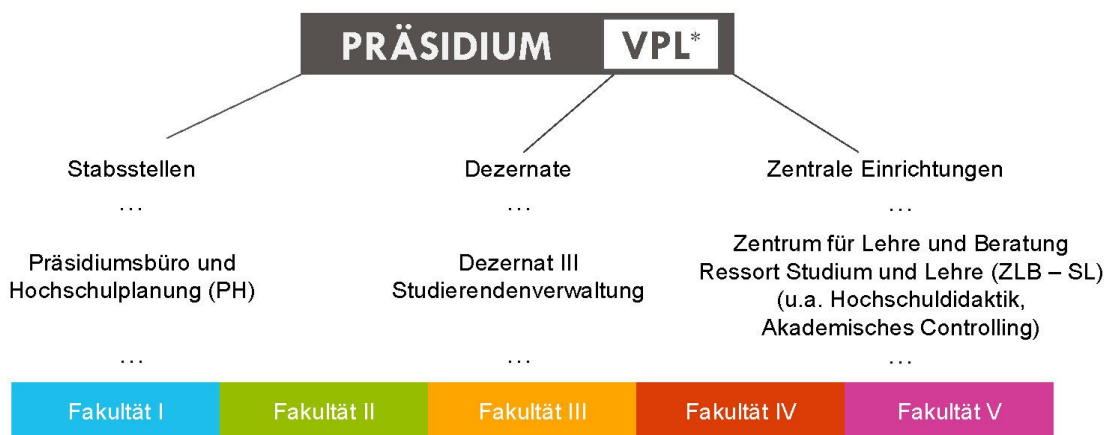 PRÄSIDIUM VPL*
Stabsstellen
...
Präsidiumsbüro und
Hochschulplanung (PH)
...
Dezernate
...
Dezernat III
Studierendenverwaltung
...
Zentrale Einrichtungen
...
Zentrum für Lehre und Beratung
Ressort Studium und Lehre (ZLB – SL)
(u.a. Hochschuldidaktik,
Akademisches Controlling)
...
Fakultät I
Fakultät II
Fakultät III
Fakultät IV
Fakultät V